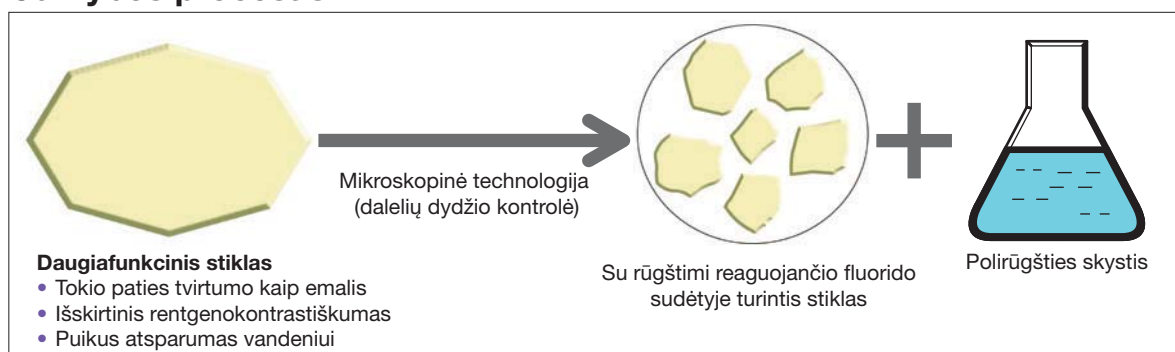 Mikroskopinė technologija
(dalelių dydžio kontrolė)
Daugiafunkcinis stiklas
• Tokio paties tvirtumo kaip emalis
• Išskirtinis rentgenokontrastiškumas
• Puikus atsparumas vandeniui
Su rūgštimi reaguojančio fluorido
sudėtyje turintis stiklas
Polirūgšties skystis